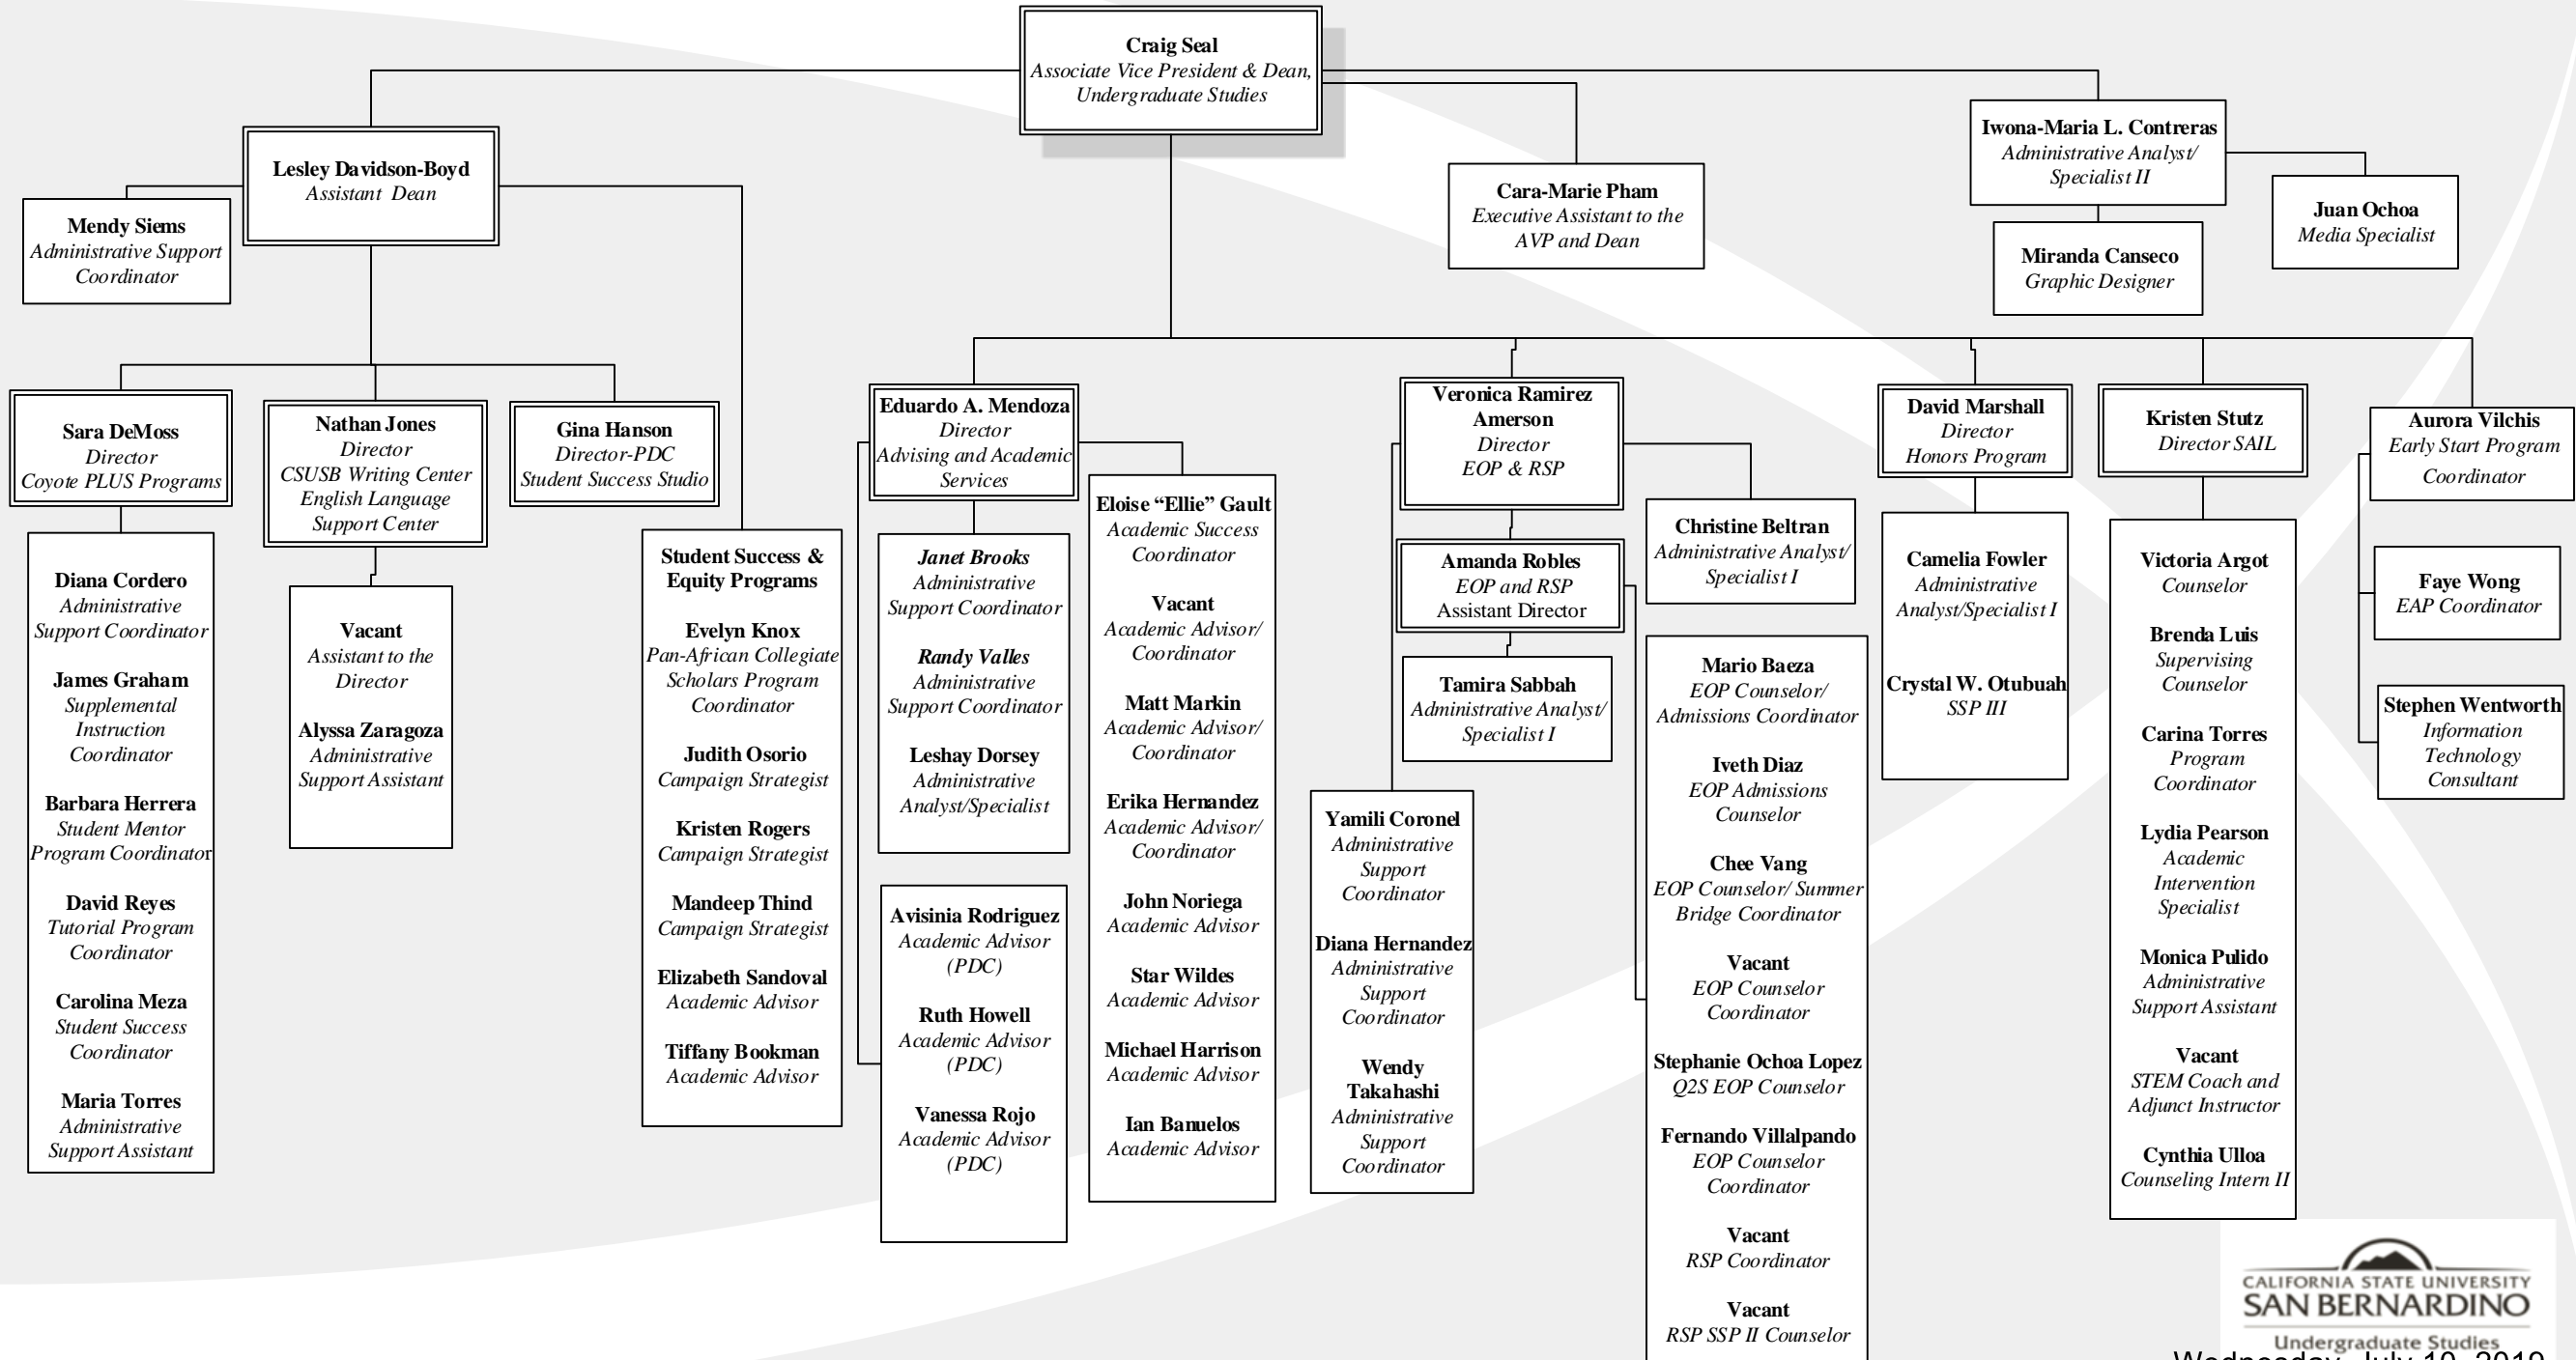 Craig Seal
Associate Vice President & Dean,
Undergraduate Studies
Lesley Davidson-Boyd
Assistant Dean
Mendy Siems
Administrative Support
Coordinator
Cara-Marie Pham
Executive Assistant to the
AVP and Dean
Iwona-Maria L. Contreras
Administrative Analyst/
Specialist II
Juan Ochoa
Media Specialist
Miranda Canseco
Graphic Designer
Sara DeMoss
Director
Coyote PLUS Programs
Diana Cordero
Administrative
Support Coordinator
James Graham
Supplemental
Instruction
Coordinator
Barbara Herrera
Student Mentor
Program Coordinator
David Reyes
Tutorial Program
Coordinator
Carolina Meza
Student Success
Coordinator
Maria Torres
Administrative
Support Assistant
Nathan Jones
Director
CSUSB Writing Center
English Language
Support Center
Vacant
Assistant to the
Director
Alyssa Zaragoza
Administrative
Support Assistant
Gina Hanson
Director-PDC
Student Success Studio
Student Success &
Equity Programs
Evelyn Knox
Pan-African Collegiate
Scholars Program
Coordinator
Judith Osorio
Campaign Strategist
Kristen Rogers
Campaign Strategist
Mandeep Thind
Campaign Strategist
Elizabeth Sandoval
Academic Advisor
Tiffany Bookman
Academic Advisor
Eduardo A. Mendoza
Director
Advising and Academic
Services
Janet Brooks
Administrative
Support Coordinator
Randy Valles
Administrative
Support Coordinator
Leshay Dorsey
Administrative
Analyst/Specialist
Avisinia Rodriguez
Academic Advisor
(PDC)
Ruth Howell
Academic Advisor
(PDC)
Vanessa Rojo
Academic Advisor
(PDC)
Eloise “Ellie” Gault
Academic Success
Coordinator
Vacant
Academic Advisor/
Coordinator
Matt Markin
Academic Advisor/
Coordinator
Erika Hernandez
Academic Advisor/
Coordinator
John Noriega
Academic Advisor
Star Wildes
Academic Advisor
Michael Harrison
Academic Advisor
Ian Banuelos
Academic Advisor
Veronica Ramirez
Amerson
Director
EOP & RSP
Christine Beltran
Administrative Analyst/
Specialist I
Amanda Robles
EOP and RSP
Assistant Director
Tamira Sabbah
Administrative Analyst/
Specialist I
Yamili Coronel
Administrative
Support
Coordinator
Diana Hernandez
Administrative
Support
Coordinator
Wendy
Takahashi
Administrative
Support
Coordinator
Mario Baeza
EOP Counselor/
Admissions Coordinator
Iveth Diaz
EOP Admissions
Counselor
Chee Vang
EOP Counselor/ Summer
Bridge Coordinator
Vacant
EOP Counselor
Coordinator
Stephanie Ochoa Lopez
Q2S EOP Counselor
Fernando Villalpando
EOP Counselor
Coordinator
Vacant
RSP Coordinator
Vacant
RSP SSP II Counselor
David Marshall
Director
Honors Program
Camelia Fowler
Administrative
Analyst/Specialist I
Crystal W. Otubuah
SSP III
Kristen Stutz
Director SAIL
Victoria Argot
Counselor
Brenda Luis
Supervising
Counselor
Carina Torres
Program
Coordinator
Lydia Pearson
Academic
Intervention
Specialist
Monica Pulido
Administrative
Support Assistant
Vacant
STEM Coach and
Adjunct Instructor
Cynthia Ulloa
Counseling Intern II
Aurora Vilchis
Early Start Program
Coordinator
Faye Wong
EAP Coordinator
Stephen Wentworth
Information
Technology
Consultant
CALIFORNIA STATE UNIVERSITY
SAN BERNARDINO
Undergraduate Studies
Wednesday, July 10, 2019